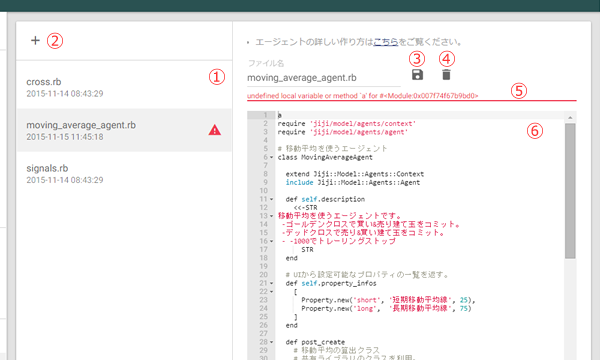 + ②
①
cross.rb
2015-11-14 08:43:29
moving_average_agent.rb
2015-11-15 11:45:18
signals.rb
2015-11-14 08:43:29
・ エージェントの詳しい作り方はこちらをご覧ください。
③ ④
ファイル名
moving_average_agent.rb
undefined local variable or method `a' for #<Module:0x007f74f67b9bd0>
⑤
⑥
1 a
2 require 'jiji/model/agents/context'
3 require 'jiji/model/agents/agent'
4
5 # 移動平均を使うエージェント
6 class MovingAverageAgent
7
8 extend Jiji::Model::Agents::Context
9 include Jiji::Model::Agents::Agent
10
11 def self.description
12 <<-STR
13 移動平均を使うエージェントです。
14 -ゴールデンクロスで買い&売り建て玉をコミット。
15 -デッドクロスで売り&買い建て玉をコミット。
16 - -1000でトレーリングストップ
17 STR
18 end
19
20 # UIから設定可能なプロパティの一覧を返す。
21 def self.property_infos
22 [
23 Property.new('short', '短期移動平均線', 25),
24 Property.new('long', '長期移動平均線', 75)
25 ]
26 end
27
28 def post_create
29 # 移動平均の算出クラス
30 # 共有ライブラリのクラスを利用。